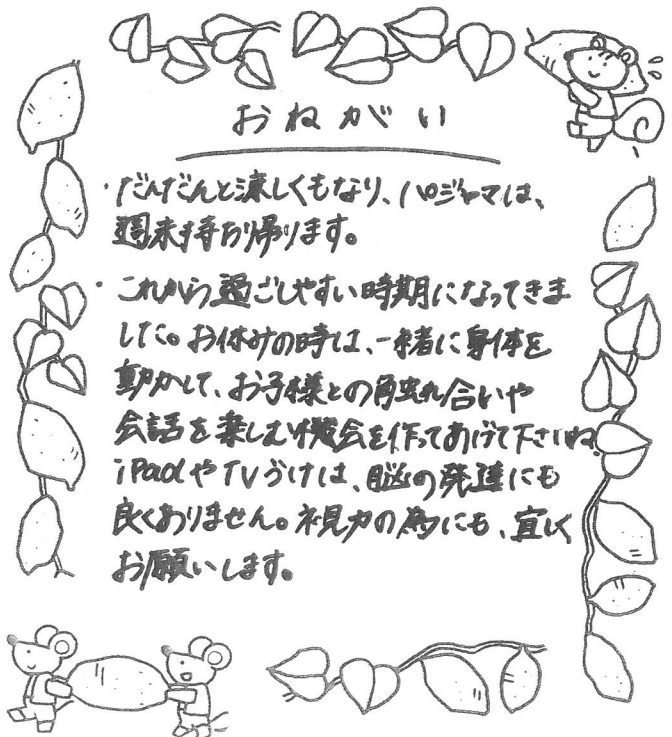 おねがい
・だんだんと涼しくもなり、パジャマは、
週末持ち帰ります。
・これから過ごしやすい時期になってきま
した。お休みの時は、一緒に身体を
動かして、お子様との触れ合いや
会話を楽しむ機会を作ってあげて下さいね。
iPadやTVづけは、脳の発達にも
良くありません。視力の為にも、宜しく
お願いします。